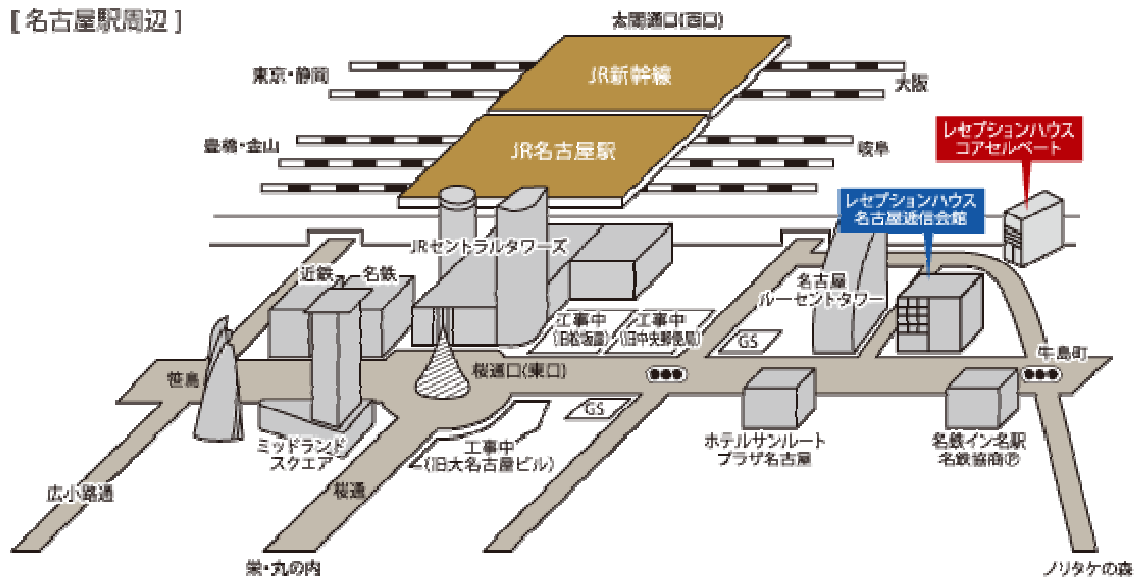 [名古屋駅周辺]
太閤通口(西口)
JR新幹線
東京・静岡
大阪
JR名古屋駅
豊橋・金山
岐阜
レセプションハウス
コアセルベート
レセプションハウス
名古屋逓信会館
JRセントラルタワーズ
近鉄
名鉄
名古屋
ルーセントタワー
工事中
(旧松坂屋)
工事中
(旧中央郵便局)
GS
牛島町
笹島
桜通口(東口)
GS
ミッドランド
スクエア
工事中
(旧大名古屋ビル)
ホテルサンルート
プラザ名古屋
名鉄イン名駅
名鉄協商Ⓟ
広小路通
桜通
栄・丸の内
ノリタケの森